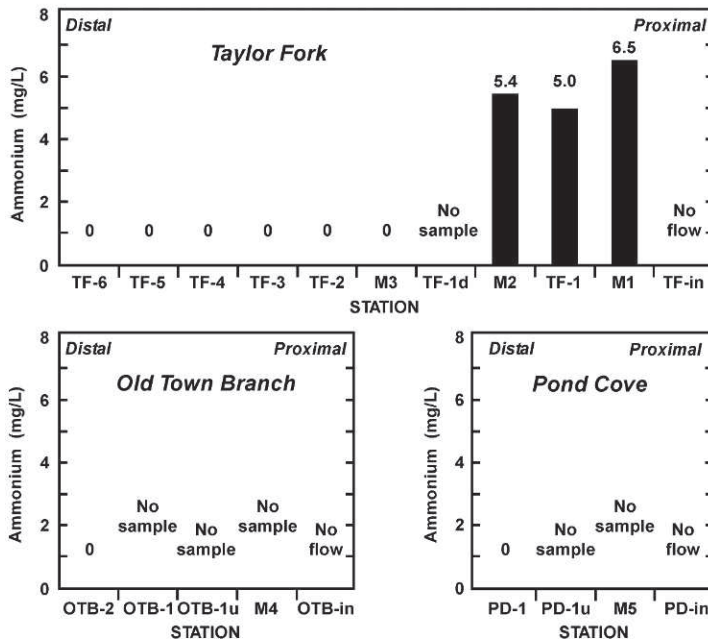 8
Distal
Proximal
Taylor Fork
6.5
6
5.4
5.0
Ammonium (mg/L)
4
2
No
sample
No
flow
0 0 0 0 0 0
0
TF-6 TF-5 TF-4 TF-3 TF-2 M3 TF-1d M2 TF-1 M1 TF-in
STATION
8
Distal
Proximal
Old Town Branch
6
Ammonium (mg/L)
4
No
sample
No
sample
2
No
sample
No
flow
0
0
OTB-2 OTB-1 OTB-1u M4 OTB-in
STATION
8
Distal
Proximal
Pond Cove
6
Ammonium (mg/L)
4
No
sample
2
No
sample
No
flow
0
0
PD-1 PD-1u M5 PD-in
STATION